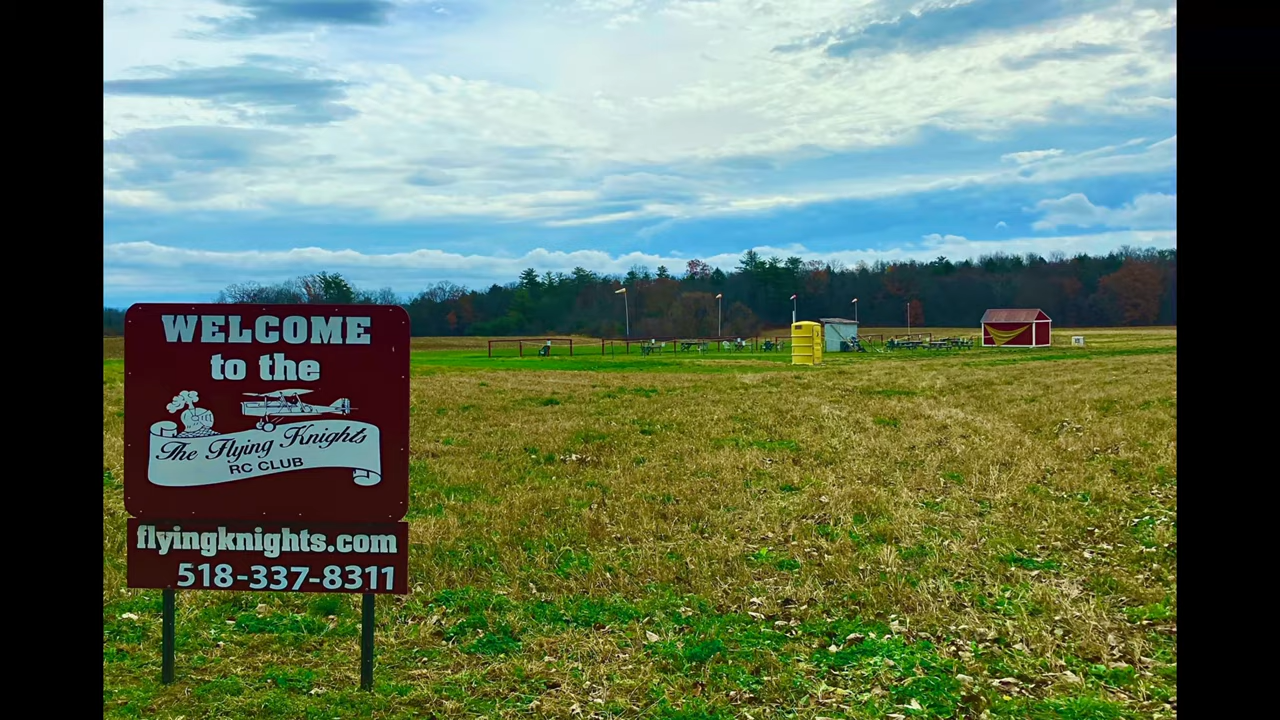 WELCOME
to the
The Flying Knights
RC CLUB
flyingknights.com
518-337-8311